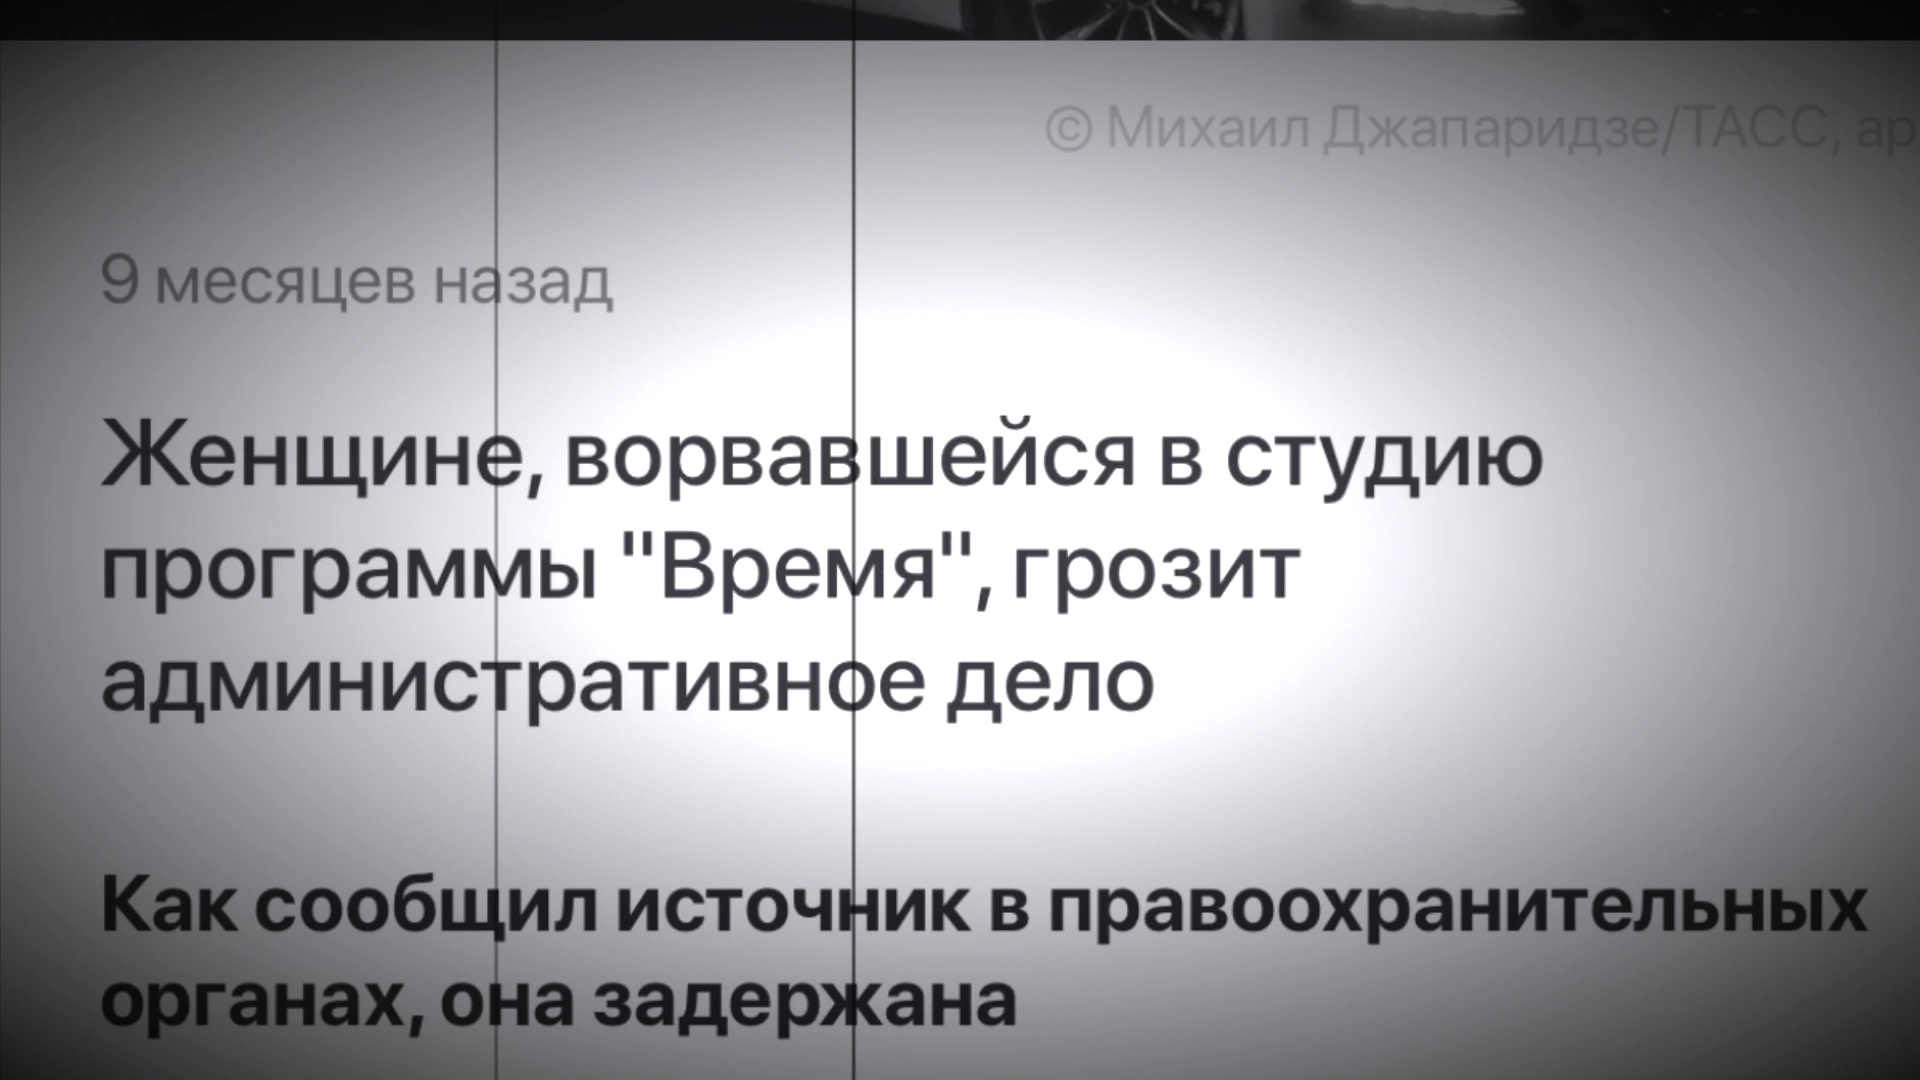 © Михаил Джапаридзе/ТАСС,
9 месяцев назад
Женщине, ворвавшейся в студию
программы "Время", грозит
административное дело
Как сообщил источник в правоохранительных
органах, она задержана